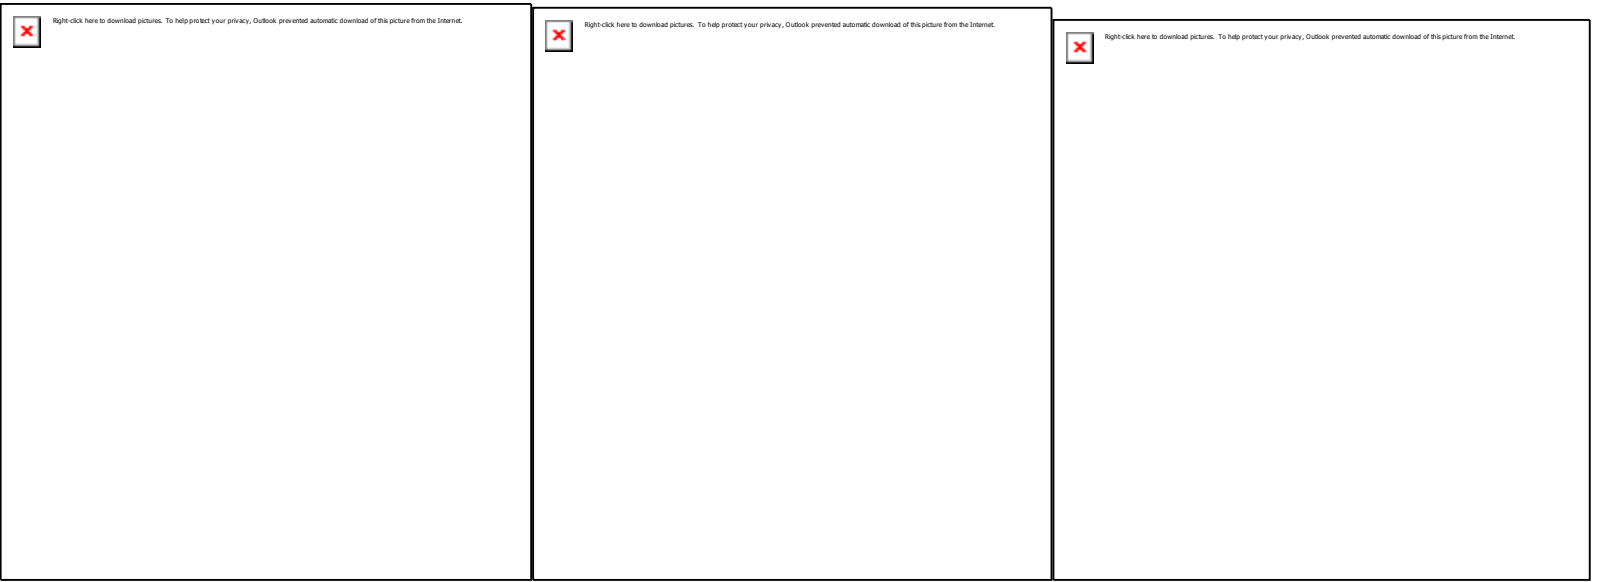 Right-click here to download pictures. To help protect your privacy, Outlook prevented automatic download of this picture from the Internet.
Right-click here to download pictures. To help protect your privacy, Outlook prevented automatic download of this picture from the Internet.
Right-click here to download pictures. To help protect your privacy, Outlook prevented automatic download of this picture from the Internet.